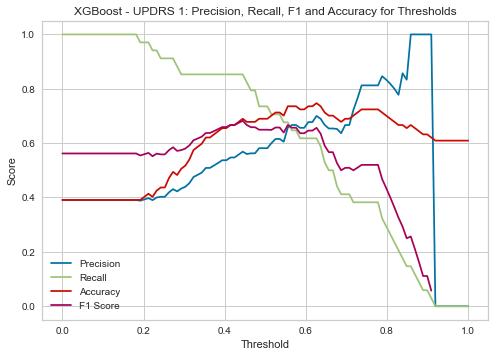 XGBoost - UPDRS 1: Precision, Recall, F1 and Accuracy for Thresholds
1.0
0.8
0.6
0.4
0.2
0.0
Score
Precision
Recall
Accuracy
F1 Score
0.0 0.2 0.4 0.6 0.8 1.0
Threshold